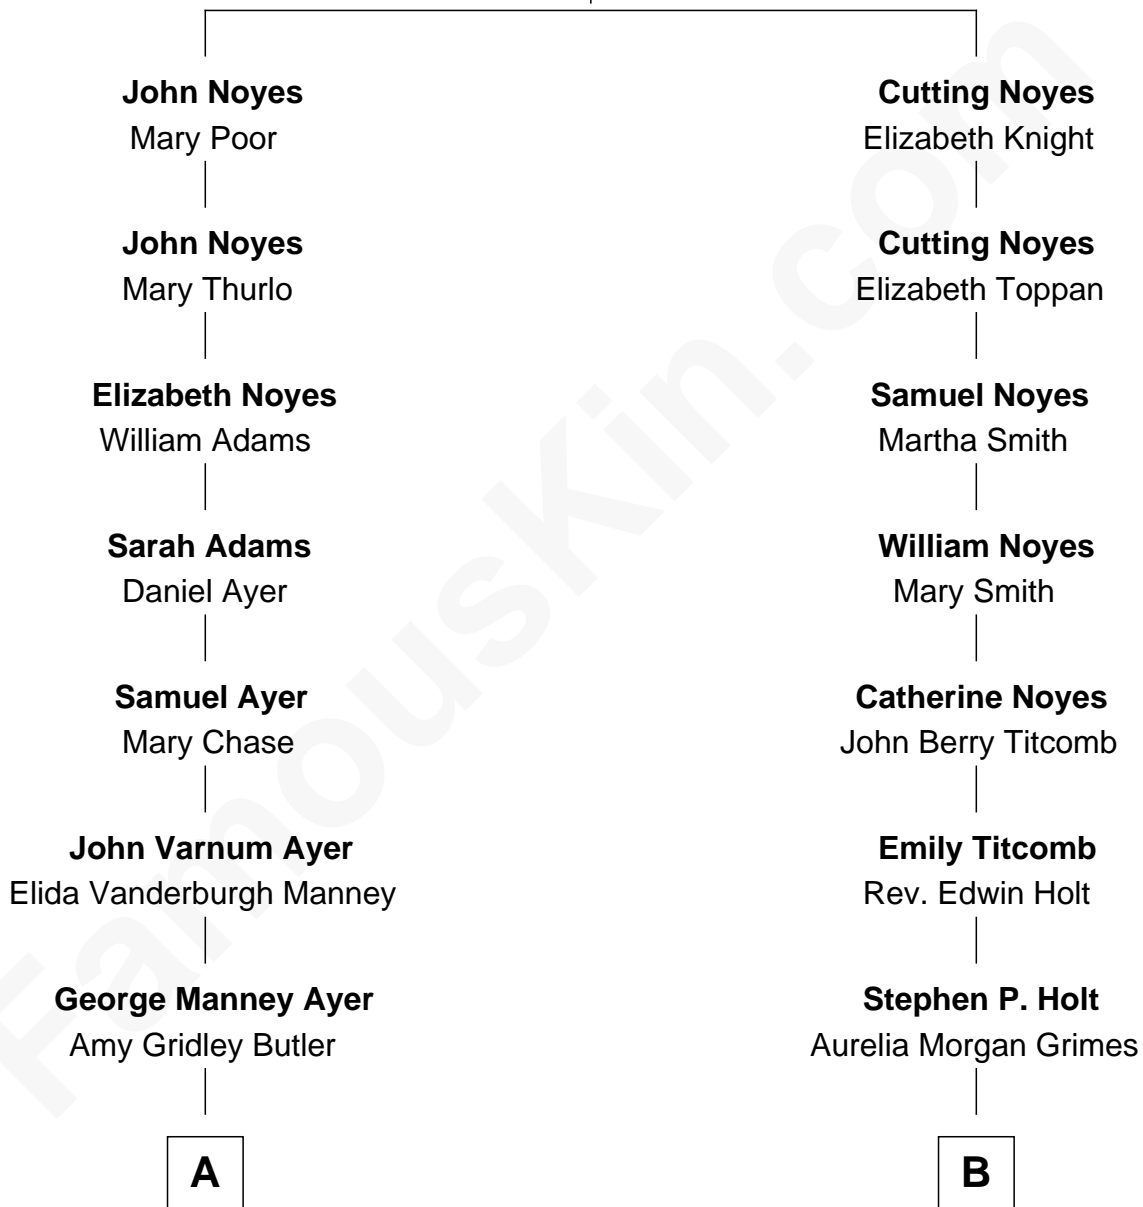 John Noyes
Mary Poor
John Noyes
Mary Thurlo
Elizabeth Noyes
William Adams
Sarah Adams
Daniel Ayer
Samuel Ayer
Mary Chase
John Varnum Ayer
Elida Vanderburgh Manney
George Manney Ayer
Amy Gridley Butler
A
Cutting Noyes
Elizabeth Knight
Cutting Noyes
Elizabeth Toppan
Samuel Noyes
Martha Smith
William Noyes
Mary Smith
Catherine Noyes
John Berry Titcomb
Emily Titcomb
Rev. Edwin Holt
Stephen P. Holt
Aurelia Morgan Grimes
B
FamousKin.com